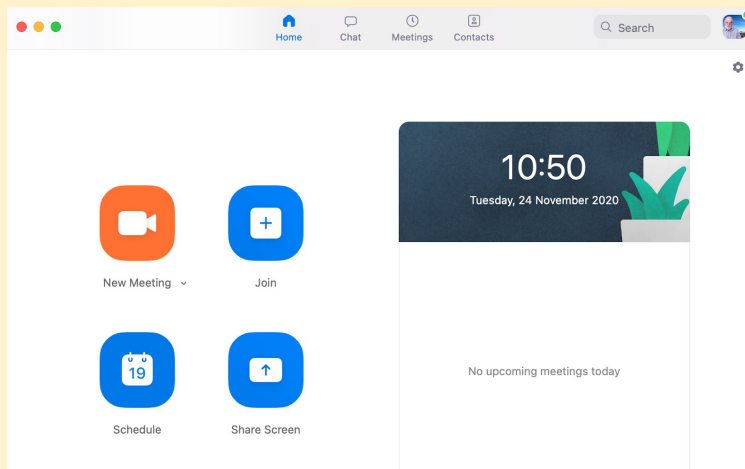 Home Chat Meetings Contacts
Search
10:50
Tuesday, 24 November 2020
New Meeting Join
19
Schedule Share Screen
No upcoming meetings today